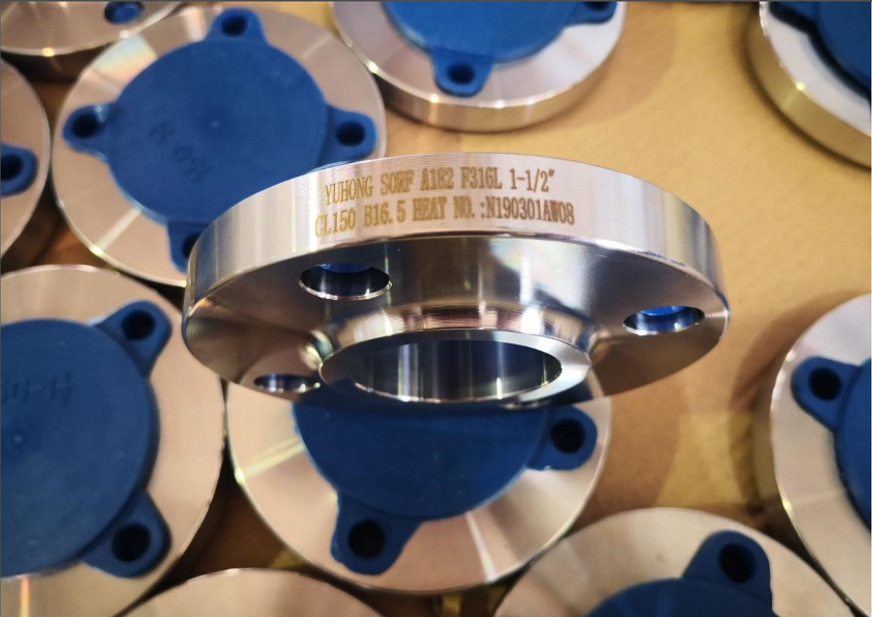 YUHONG SORF A182 F316L 1-1/2"
CL150 B16.5 HEAT NO.:N190301AW08